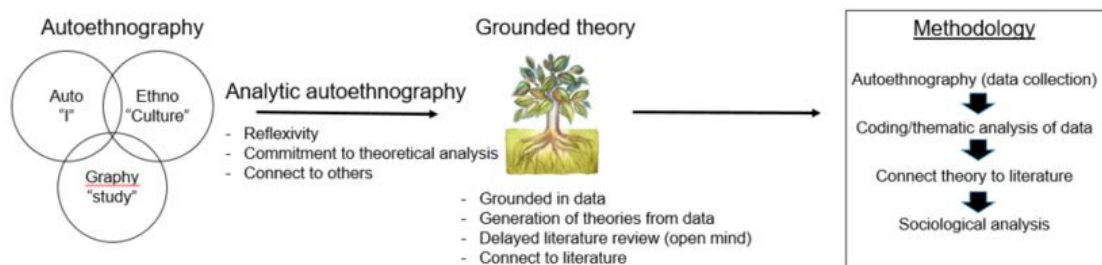 Autoethnography
Auto
"I"
Ethno
"Culture"
Graphy
"study"
Analytic autoethnography
- Reflexivity
- Commitment to theoretical analysis
- Connect to others
Grounded theory
- Grounded in data
- Generation of theories from data
- Delayed literature review (open mind)
- Connect to literature
Methodology
Autoethnography (data collection)
Coding/thematic analysis of data
Connect theory to literature
Sociological analysis